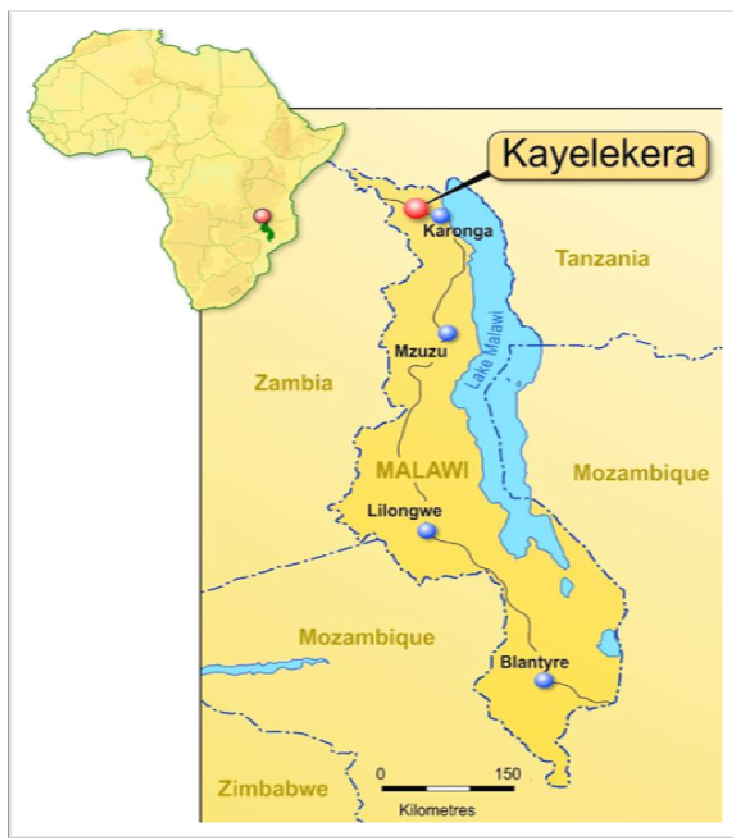 Kayelekera
Karonga
Tanzania
Mzuzu
Lake Malawi
Zambia
MALAWI
Mozambique
Lilongwe
Mozambique
Blantyre
0 150
Kilometres
Zimbabwe